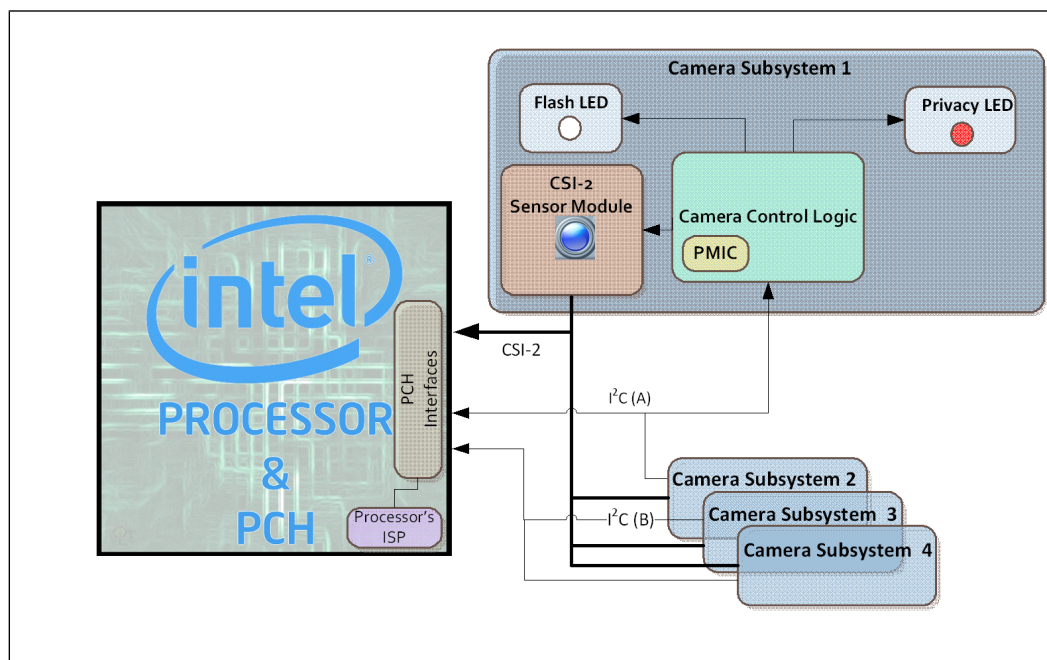 Camera Subsystem 1
Flash LED
Privacy LED
CSI-2
Sensor Module
Camera Control Logic
PMIC
intel
®
PROCESSOR
&
PCH
PCH
Interfaces
Processor's
ISP
CSI-2
I²C (A)
I²C (B)
Camera Subsystem 2
Camera Subsystem 3
Camera Subsystem 4